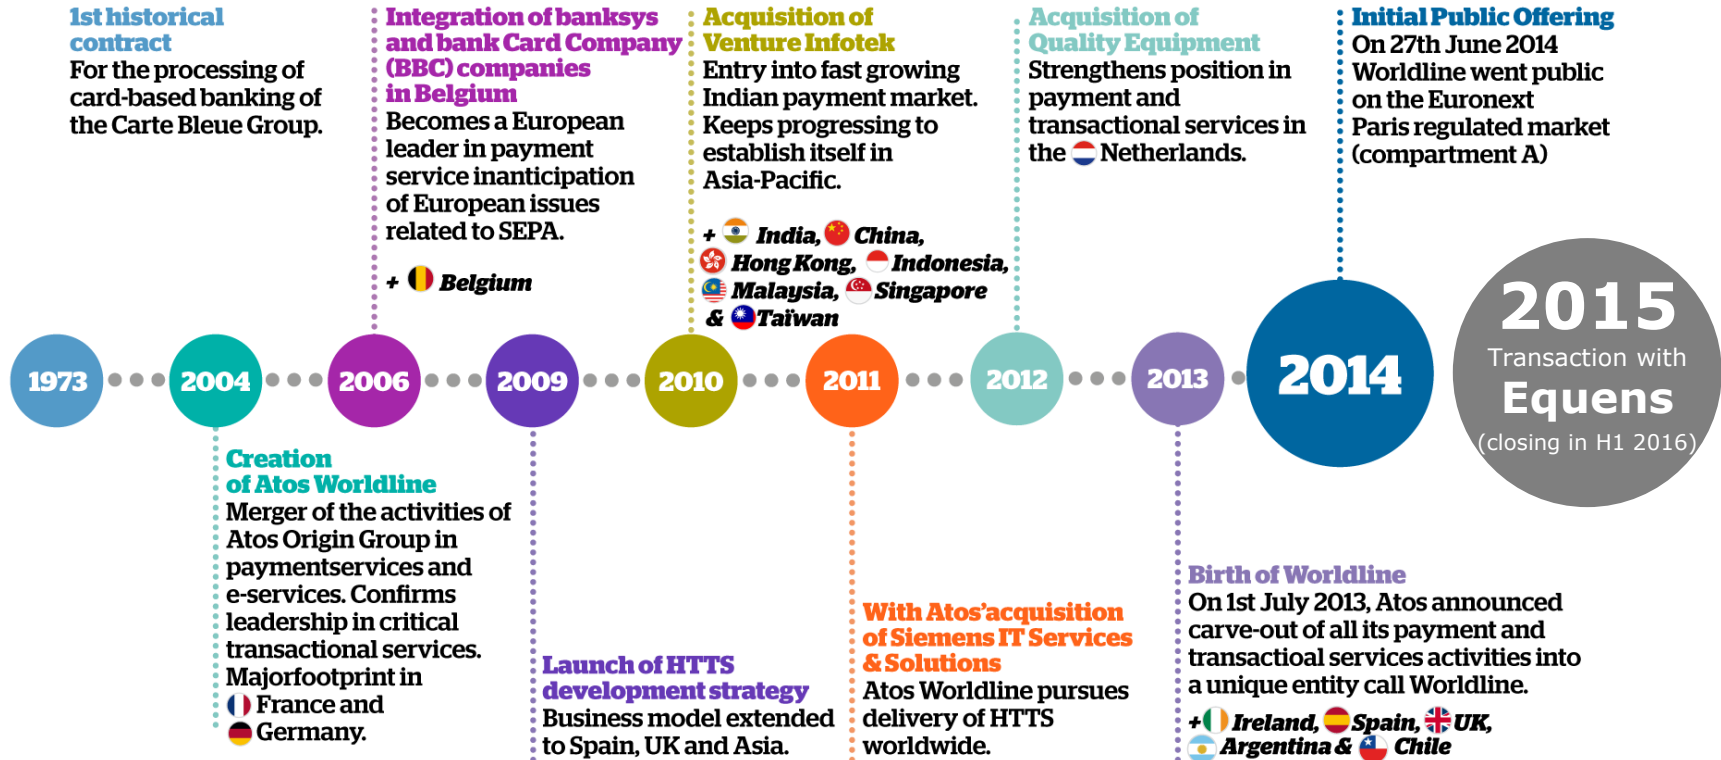 1st historical
contract
For the processing of
card-based banking of
the Carte Bleue Group.
Integration of banksys
and bank Card Company
(BBC) companies
in Belgium
Becomes a European
leader in payment
service inanticipation
of European issues
related to SEPA.
+ Belgium
Acquisition of
Venture Infotek
Entry into fast growing
Indian payment market.
Keeps progressing to
establish itself in
Asia-Pacific.
+ India, China,
Hong Kong, Indonesia,
Malaysia, Singapore
& Taïwan
Acquisition of
Quality Equipment
Strengthens position in
payment and
transactional services in
the Netherlands.
Initial Public Offering
On 27th June 2014
Worldline went public
on the Euronext
Paris regulated market
(compartment A)
1973
2004
2006
2009
2010
2011
2012
2013
2014
2015
Transaction with
Equens
(closing in H1 2016)
Creation
of Atos Worldline
Merger of the activities of
Atos Origin Group in
paymentservices and
e-services. Confirms
leadership in critical
transactional services.
Majorfootprint in
France and
Germany.
Launch of HTTS
development strategy
Business model extended
to Spain, UK and Asia.
With Atos’acquisition
of Siemens IT Services
& Solutions
Atos Worldline pursues
delivery of HTTS
worldwide.
Birth of Worldline
On 1st July 2013, Atos announced
carve-out of all its payment and
transactioal services activities into
a unique entity call Worldline.
+ Ireland, Spain, UK,
Argentina & Chile